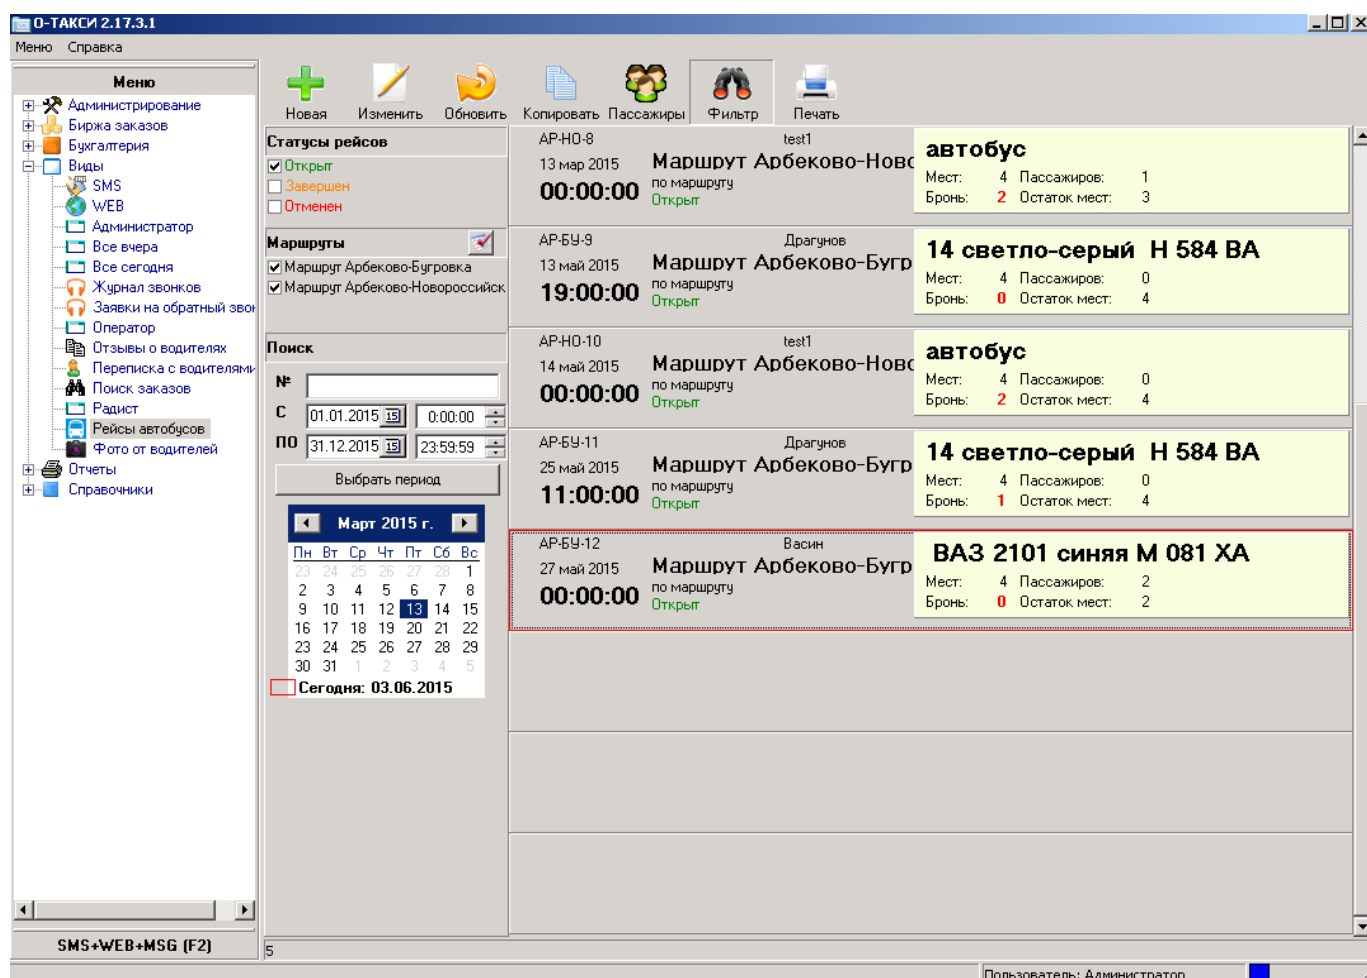 О-ТАКСИ 2.17.3.1
Меню Справка
Меню
Администрирование
Биржа заказов
Бухгалтерия
Виды
SMS
WEB
Администратор
Все вчера
Все сегодня
Журнал звонков
Заявки на обратный звон
Оператор
Отзывы о водителях
Переписка с водителями
Поиск заказов
Радист
Рейсы автобусов
Фото от водителей
Отчеты
Справочники
SMS+WEB+MSG (F2)
Новая Изменить Обновить Копировать Пассажиры Фильтр Печать
Статусы рейсов
Открыт
Завершен
Отменен
Маршруты
Маршрут Арбеково-Бугровка
Маршрут Арбеково-Новороссийск
Поиск
№
С 01.01.2015 15 0:00:00
ПО 31.12.2015 15 23:59:59
Выбрать период
Март 2015 г.
Пн Вт Ср Чт Пт Сб Вс
23 24 25 26 27 28 1
2 3 4 5 6 7 8
9 10 11 12 13 14 15
16 17 18 19 20 21 22
23 24 25 26 27 28 29
30 31 1 2 3 4 5
Сегодня: 03.06.2015
АР-НО-8 test1
13 мар 2015 Маршрут Арбеково-Ново
00:00:00 по маршруту
Открыт
автобус
Мест: 4 Пассажиров: 1
Бронь: 2 Остаток мест: 3
АР-БУ-9 Драгунов
13 май 2015 Маршрут Арбеково-Бугр
19:00:00 по маршруту
Открыт
14 светло-серый Н 584 ВА
Мест: 4 Пассажиров: 0
Бронь: 0 Остаток мест: 4
АР-НО-10 test1
14 май 2015 Маршрут Арбеково-Ново
00:00:00 по маршруту
Открыт
автобус
Мест: 4 Пассажиров: 0
Бронь: 2 Остаток мест: 4
АР-БУ-11 Драгунов
25 май 2015 Маршрут Арбеково-Бугр
11:00:00 по маршруту
Открыт
14 светло-серый Н 584 ВА
Мест: 4 Пассажиров: 0
Бронь: 1 Остаток мест: 4
АР-БУ-12 Васин
27 май 2015 Маршрут Арбеково-Бугр
00:00:00 по маршруту
Открыт
ВАЗ 2101 синяя М 081 ХА
Мест: 4 Пассажиров: 2
Бронь: 0 Остаток мест: 2
5
Пользователь: Администратор